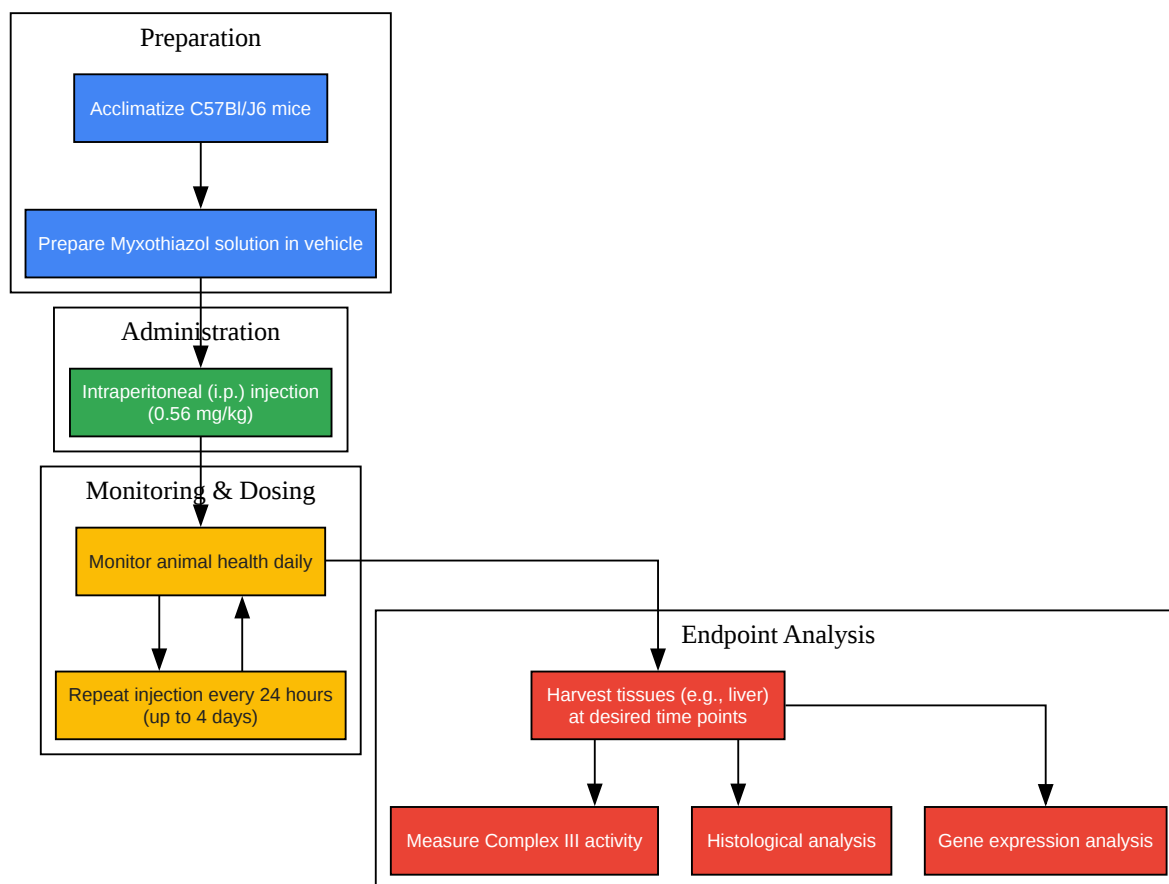 Preparation
Acclimatize C57Bl/J6 mice
Prepare Myxothiazol solution in vehicle
Administration
Intraperitoneal (i.p.) injection
(0.56 mg/kg)
Monitoring & Dosing
Monitor animal health daily
Repeat injection every 24 hours
(up to 4 days)
Endpoint Analysis
Harvest tissues (e.g., liver)
at desired time points
Measure Complex III activity
Histological analysis
Gene expression analysis